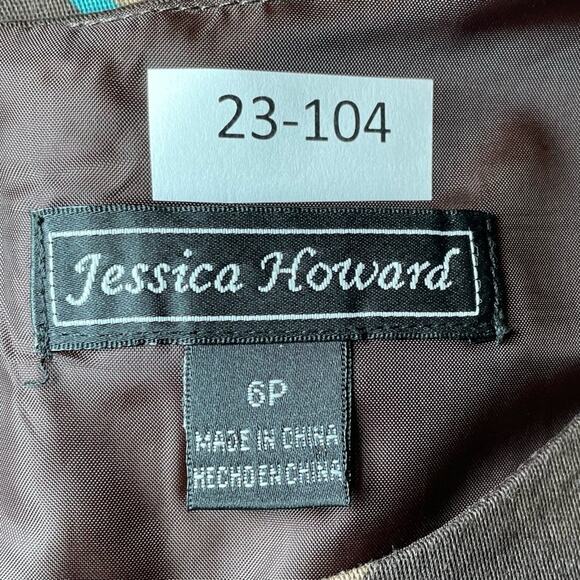 23-104
Jessica Howard
6P
MADE IN CHINA
HECHO EN CHINA